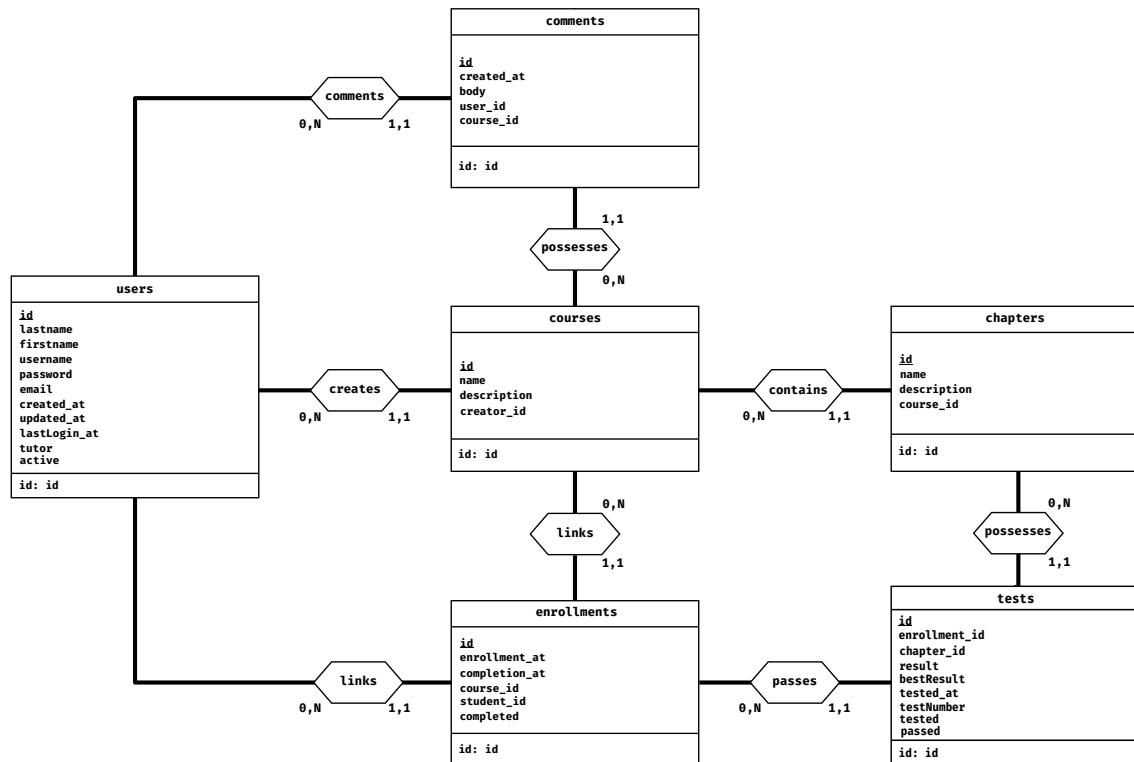 comments
id
created_at
body
user_id
course_id
id: id
comments
0,N
1,1
1,1
possesses
0,N
users
id
lastname
firstname
username
password
email
created_at
updated_at
lastLogin_at
tutor
active
id: id
creates
0,N
1,1
courses
id
name
description
creator_id
id: id
contains
0,N
1,1
chapters
id
name
description
course_id
id: id
0,N
links
1,1
0,N
possesses
1,1
links
0,N
1,1
enrollments
id
enrollment_at
completion_at
course_id
student_id
completed
id: id
passes
0,N
1,1
tests
id
enrollment_id
chapter_id
result
bestResult
tested_at
testNumber
tested
passed
id: id